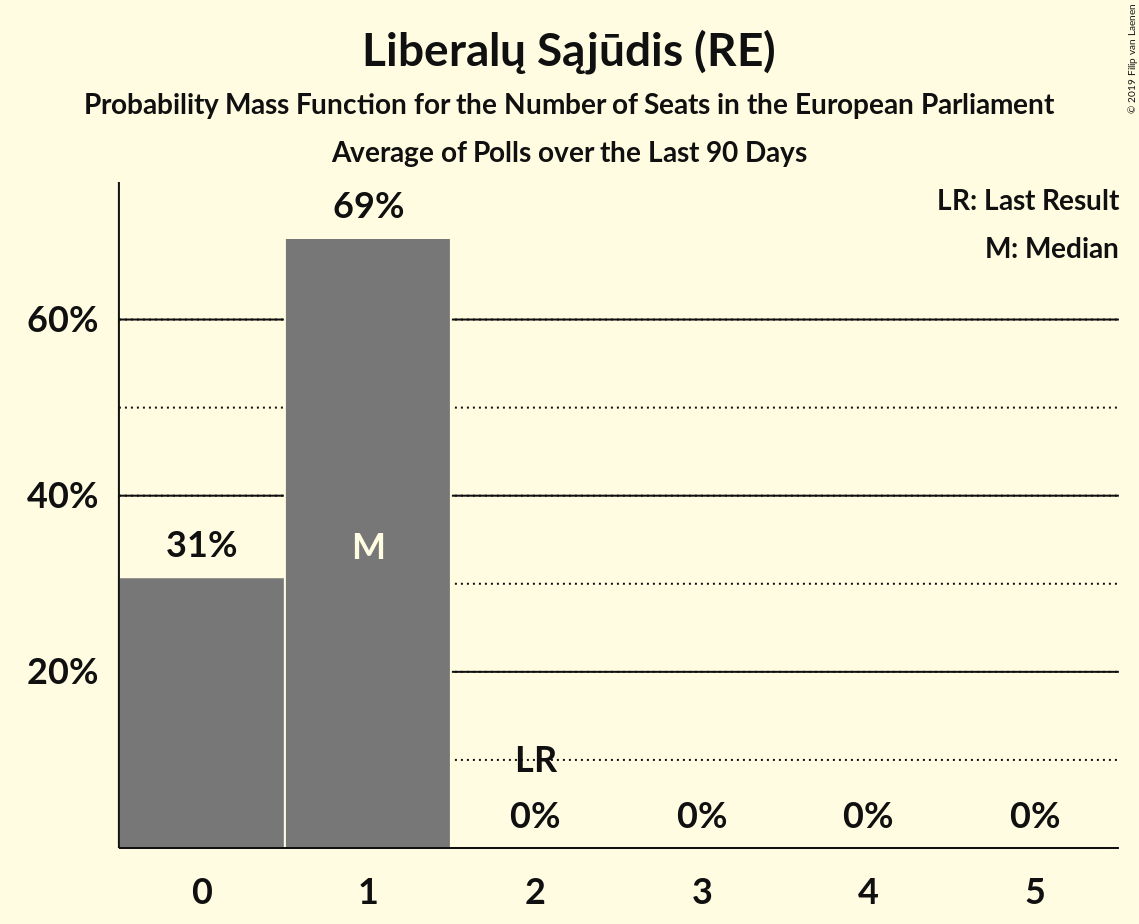 Liberalų Sąjūdis (RE)
Probability Mass Function for the Number of Seats in the European Parliament
Average of Polls over the Last 90 Days
© 2019 Filip van Laenen
LR: Last Result
M: Median
69%
60%
40%
31%
M
20%
LR
0% 0% 0% 0%
0 1 2 3 4 5